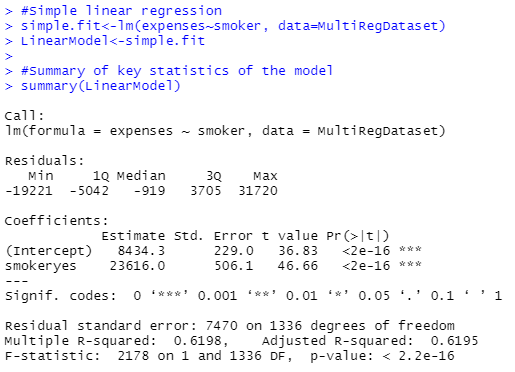 > #Simple linear regression
> simple.fit<-lm(expenses~smoker, data=MultiRegDataset)
> LinearModel<-simple.fit
>
> #Summary of key statistics of the model
> summary(LinearModel)
Call:
lm(formula = expenses ~ smoker, data = MultiRegDataset)
Residuals:
Min 1Q Median 3Q Max
-19221 -5042 -919 3705 31720
Coefficients:
Estimate Std. Error t value Pr(>|t|)
(Intercept) 8434.3 229.0 36.83 <2e-16 ***
smokeryes 23616.0 506.1 46.66 <2e-16 ***
---
Signif. codes: 0 ‘***’ 0.001 ‘**’ 0.01 ‘*’ 0.05 ‘.’ 0.1 ‘ ’ 1
Residual standard error: 7470 on 1336 degrees of freedom
Multiple R-squared: 0.6198, Adjusted R-squared: 0.6195
F-statistic: 2178 on 1 and 1336 DF, p-value: < 2.2e-16